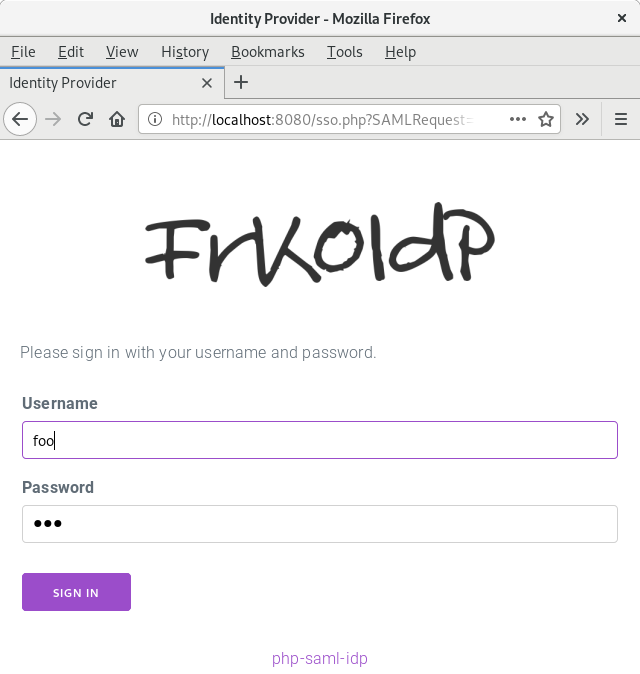 Identity Provider - Mozilla Firefox
File Edit View History Bookmarks Tools Help
Identity Provider
http://localhost:8080/sso.php?SAMLRequest=
FrkoIdP
Please sign in with your username and password.
Username
foo
Password
•••
SIGN IN
php-saml-idp